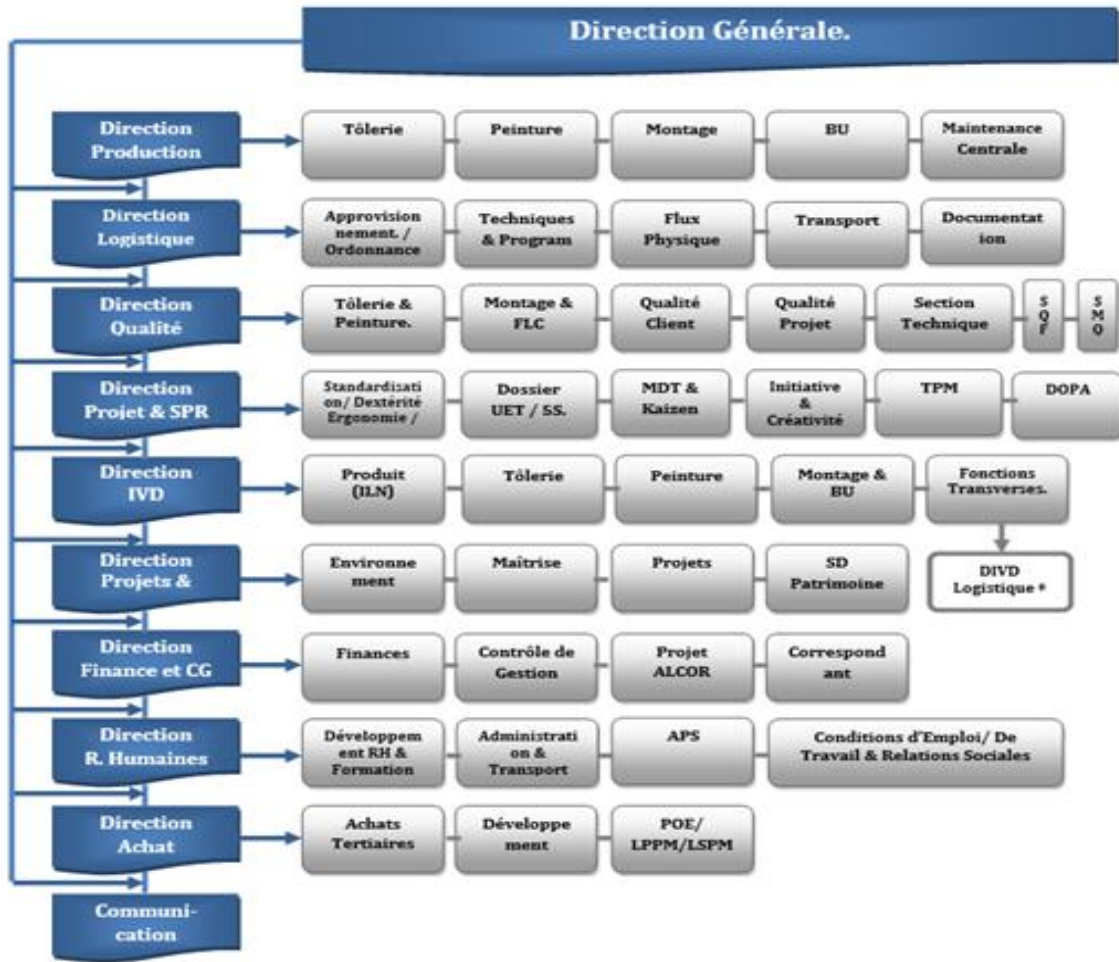 Direction Générale.
Direction
Production
Tôlerie
Peinture
Montage
BU
Maintenance
Centrale
Direction
Logistique
Approvision
nement. /
Ordonnance
Techniques
& Program
Flux
Physique
Transport
Documentat
ion
Direction
Qualité
Tôlerie &
Peinture.
Montage &
FLC
Qualité
Client
Qualité
Projet
Section
Technique
S
Q
F
S
M
Q
Direction
Projet & SPR
Standardisati
on/ Dextérité
Ergonomie /
Dossier
UET / SS.
MDT &
Kaizen
Initiative
&
Créativité
TPM
DOPA
Direction
IVD
Produit
(ILN)
Tôlerie
Peinture
Montage &
BU
Fonctions
Transverses.
Direction
Projets &
Environne
ment
Maîtrise
Projets
SD
Patrimoine
DIVD
Logistique *
Direction
Finance et CG
Finances
Contrôle de
Gestion
Projet
ALCOR
Correspond
ant
Direction
R. Humaines
Développem
ent RH &
Formation
Administrati
on &
Transport
APS
Conditions d'Emploi/ De
Travail & Relations Sociales
Direction
Achat
Achats
Tertiaires
Développe
ment
POE/
LPPM/LSPM
Communi-
cation